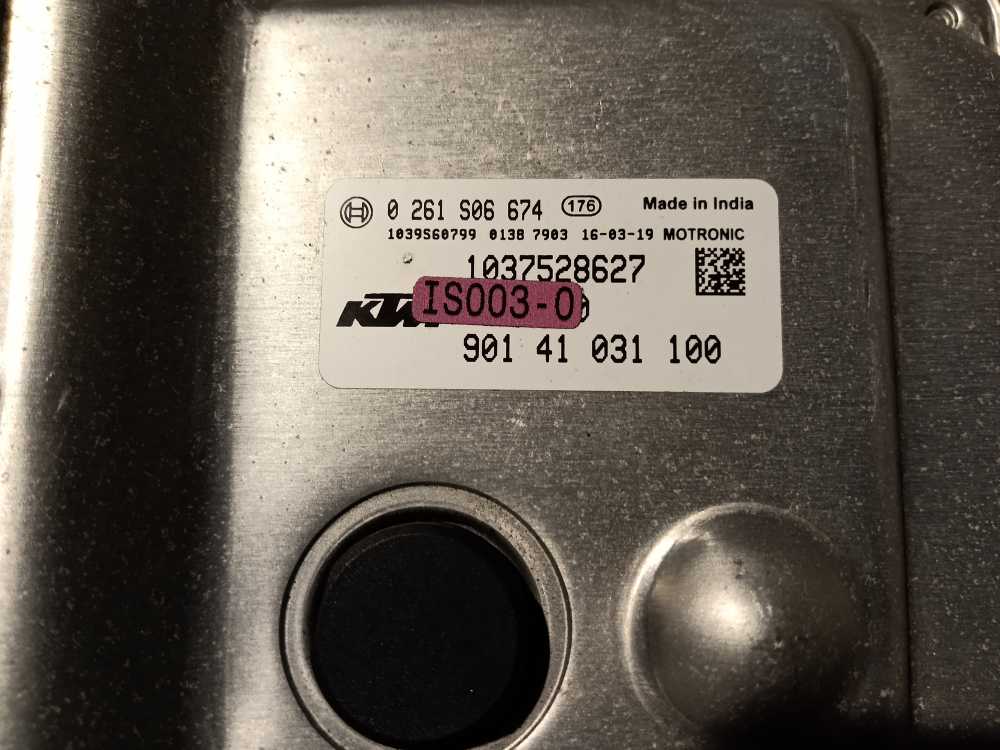 0 261 S06 674 176 Made in India
1039S60799 0138 7903 16-03-19 MOTRONIC
1037528627
KTM IS003-0
901 41 031 100